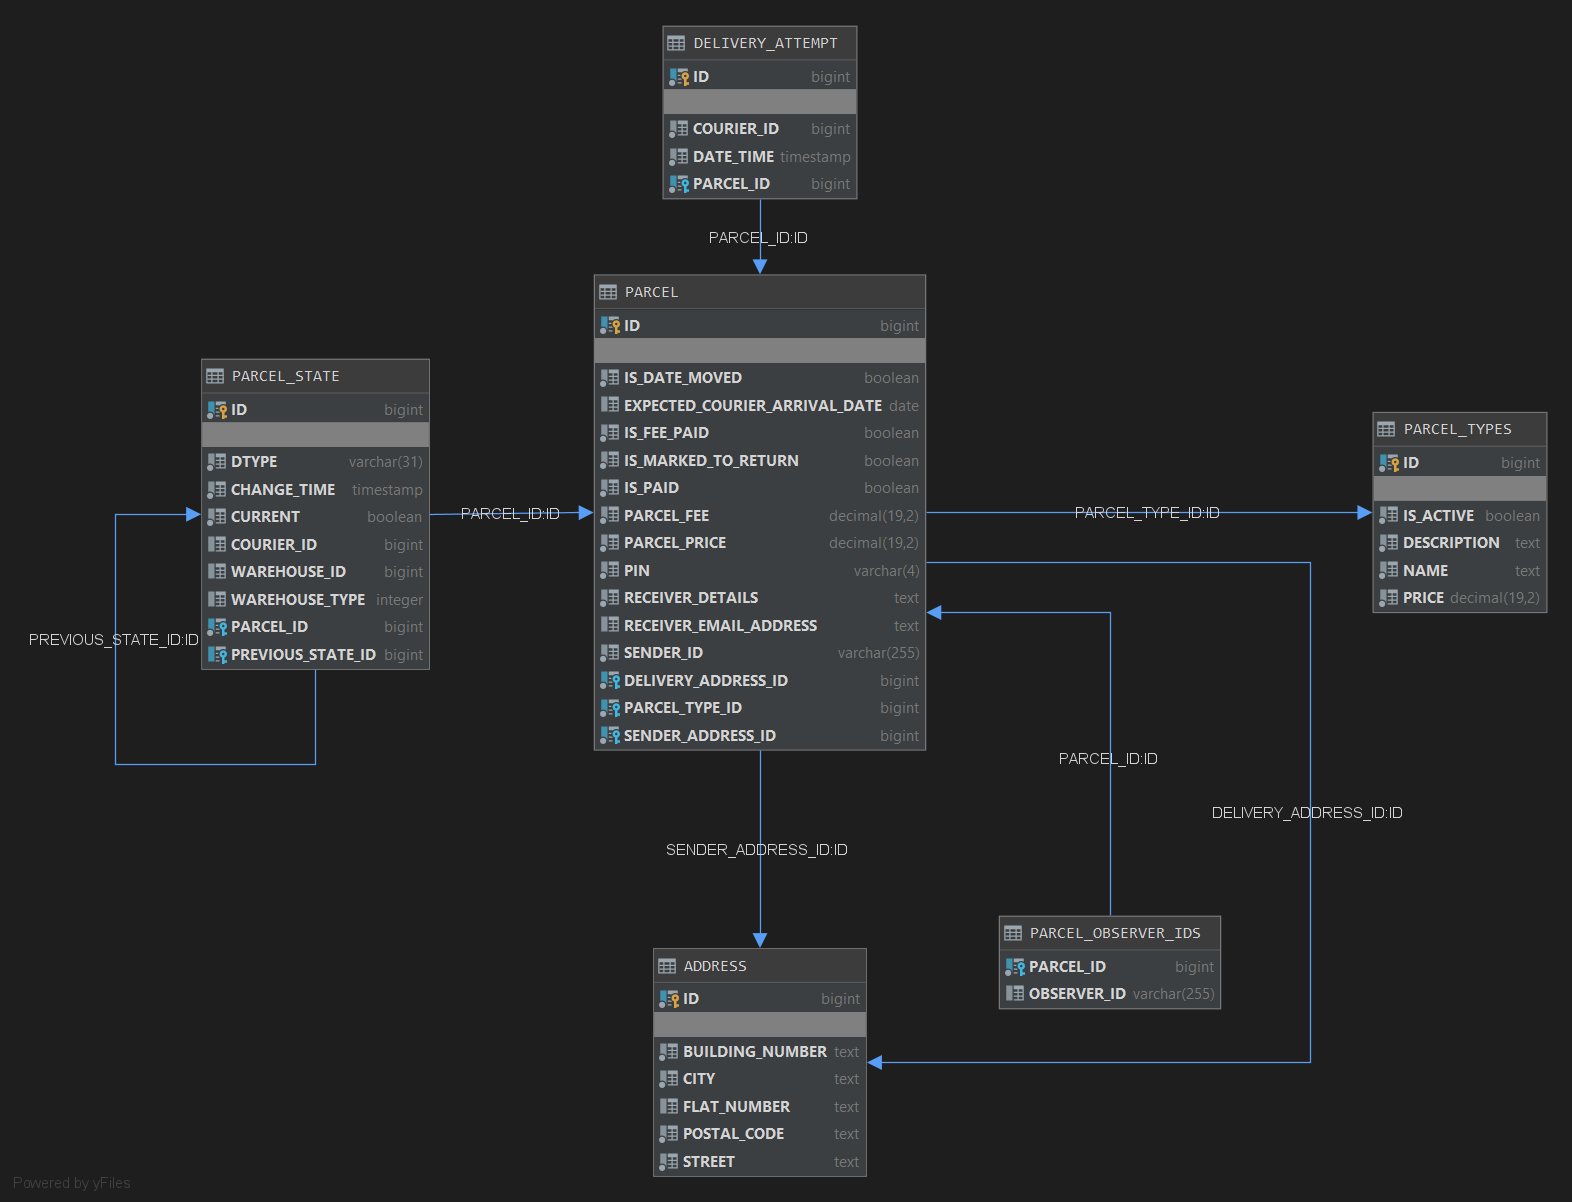 DELIVERY_ATTEMPT
ID bigint
COURIER_ID bigint
DATE_TIME timestamp
PARCEL_ID bigint
PARCEL_ID:ID
PARCEL
ID bigint
IS_DATE_MOVED boolean
EXPECTED_COURIER_ARRIVAL_DATE date
IS_FEE_PAID boolean
IS_MARKED_TO_RETURN boolean
IS_PAID boolean
PARCEL_FEE decimal(19,2)
PARCEL_PRICE decimal(19,2)
PIN varchar(4)
RECEIVER_DETAILS text
RECEIVER_EMAIL_ADDRESS text
SENDER_ID varchar(255)
DELIVERY_ADDRESS_ID bigint
PARCEL_TYPE_ID bigint
SENDER_ADDRESS_ID bigint
PARCEL_STATE
ID bigint
DTYPE varchar(31)
CHANGE_TIME timestamp
CURRENT boolean
COURIER_ID bigint
WAREHOUSE_ID bigint
WAREHOUSE_TYPE integer
PARCEL_ID bigint
PREVIOUS_STATE_ID bigint
PREVIOUS_STATE_ID:ID
PARCEL_ID:ID
PARCEL_TYPE_ID:ID
PARCEL_TYPES
ID bigint
IS_ACTIVE boolean
DESCRIPTION text
NAME text
PRICE decimal(19,2)
PARCEL_ID:ID
DELIVERY_ADDRESS_ID:ID
SENDER_ADDRESS_ID:ID
PARCEL_OBSERVER_IDS
PARCEL_ID bigint
OBSERVER_ID varchar(255)
ADDRESS
ID bigint
BUILDING_NUMBER text
CITY text
FLAT_NUMBER text
POSTAL_CODE text
STREET text
Powered by yFiles